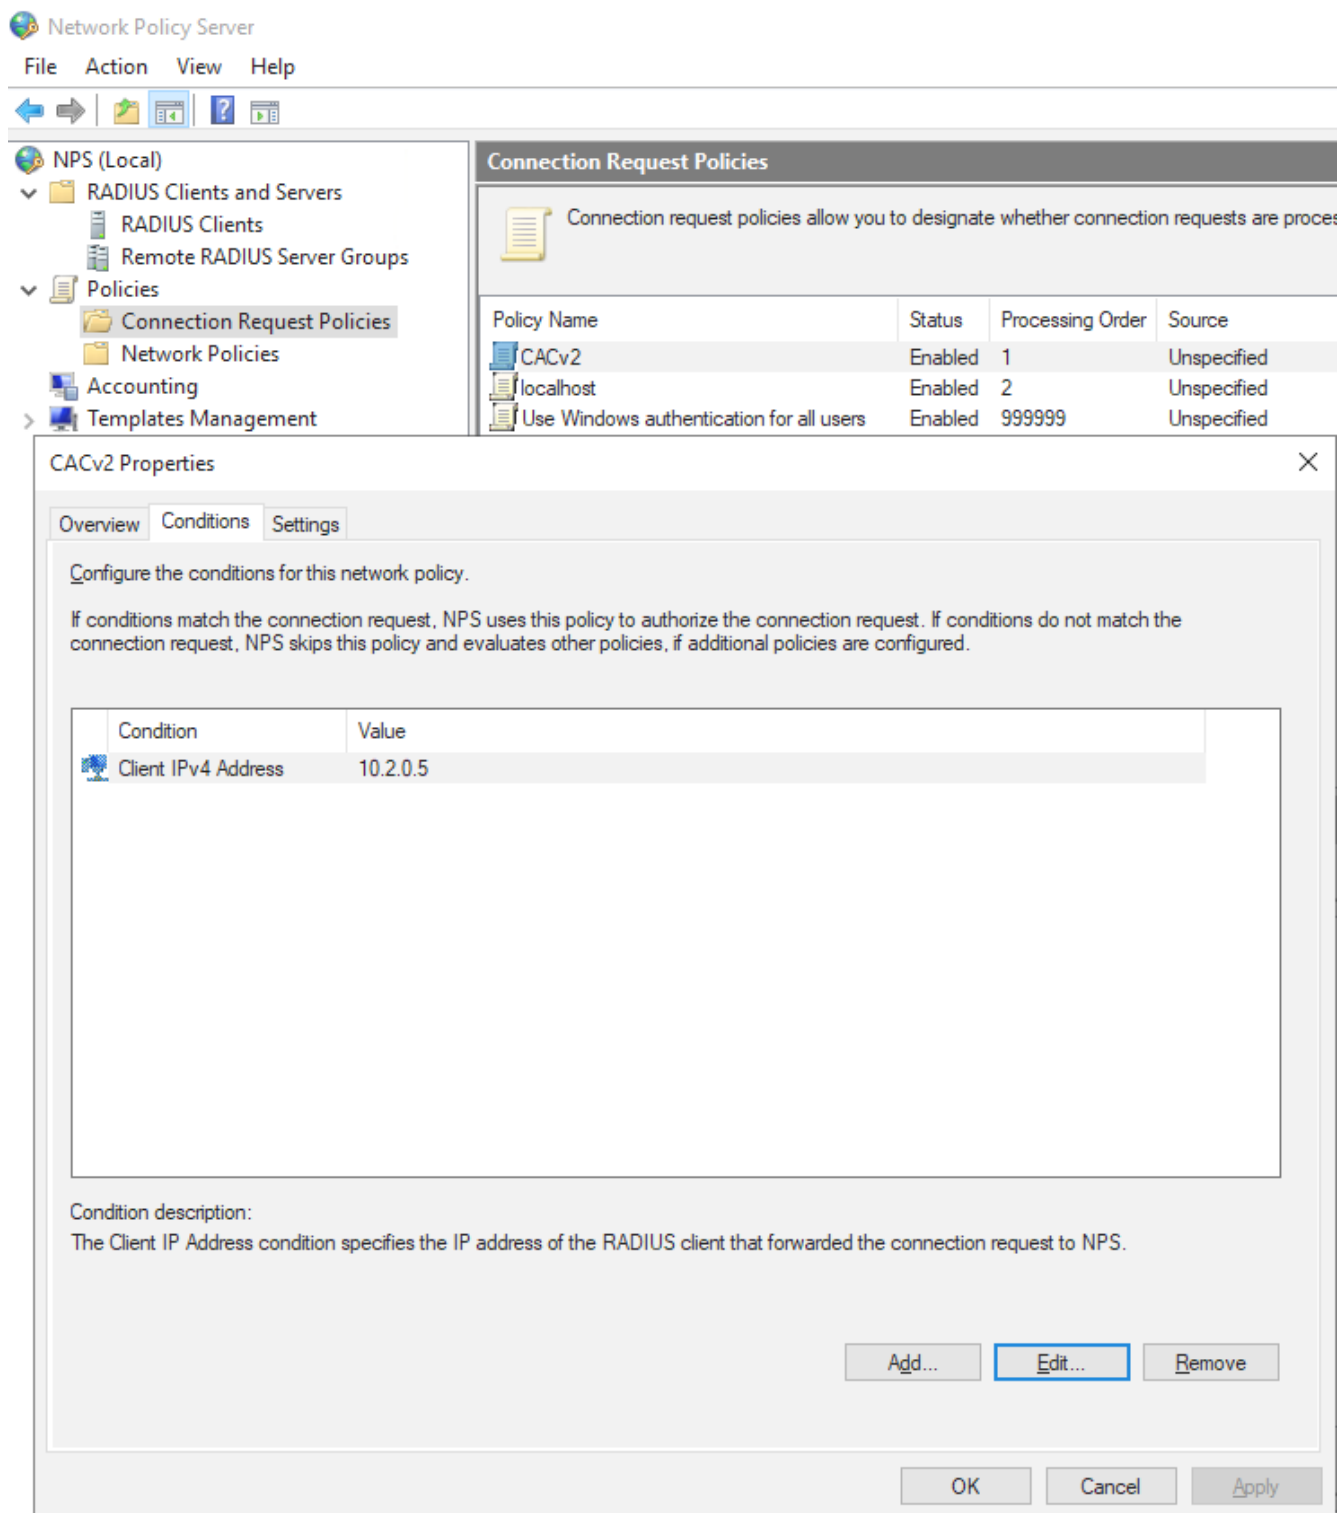 Network Policy Server
File Action View Help
NPS (Local)
RADIUS Clients and Servers
RADIUS Clients
Remote RADIUS Server Groups
Policies
Connection Request Policies
Network Policies
Accounting
Templates Management
Connection Request Policies
Connection request policies allow you to designate whether connection requests are proces
Policy Name Status Processing Order Source
CACv2 Enabled 1 Unspecified
localhost Enabled 2 Unspecified
Use Windows authentication for all users Enabled 999999 Unspecified
CACv2 Properties
Overview Conditions Settings
Configure the conditions for this network policy.
If conditions match the connection request, NPS uses this policy to authorize the connection request. If conditions do not match the
connection request, NPS skips this policy and evaluates other policies, if additional policies are configured.
Condition Value
Client IPv4 Address 10.2.0.5
Condition description:
The Client IP Address condition specifies the IP address of the RADIUS client that forwarded the connection request to NPS.
Add... Edit... Remove
OK Cancel Apply